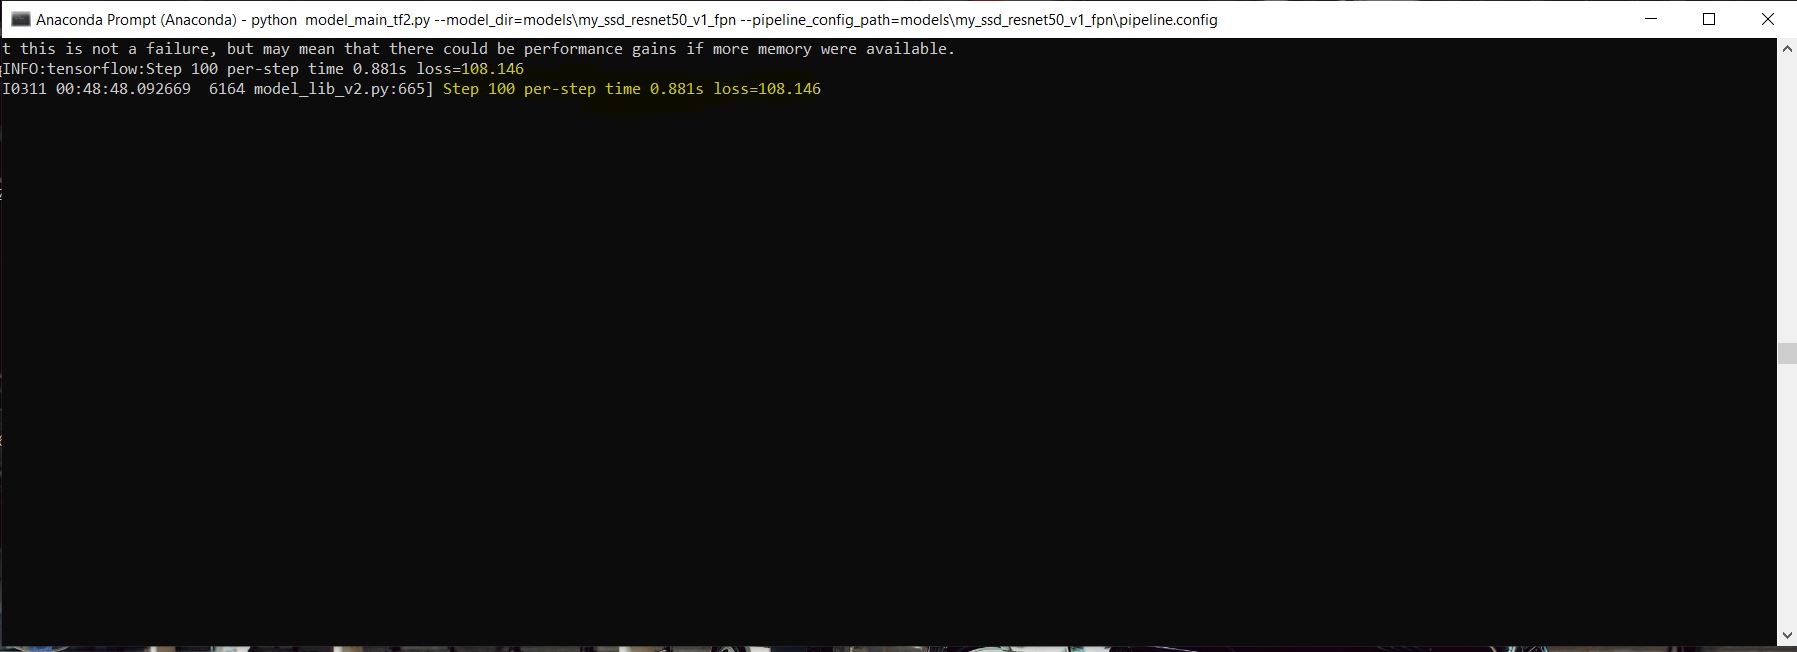 Anaconda Prompt (Anaconda) - python  model_main_tf2.py --model_dir=models\my_ssd_resnet50_v1_fpn --pipeline_config_path=models\my_ssd_resnet50_v1_fpn\pipeline.config
t this is not a failure, but may mean that there could be performance gains if more memory were available.
INFO:tensorflow:Step 100 per-step time 0.881s loss=108.146
I0311 00:48:48.092669  6164 model_lib_v2.py:665] Step 100 per-step time 0.881s loss=108.146